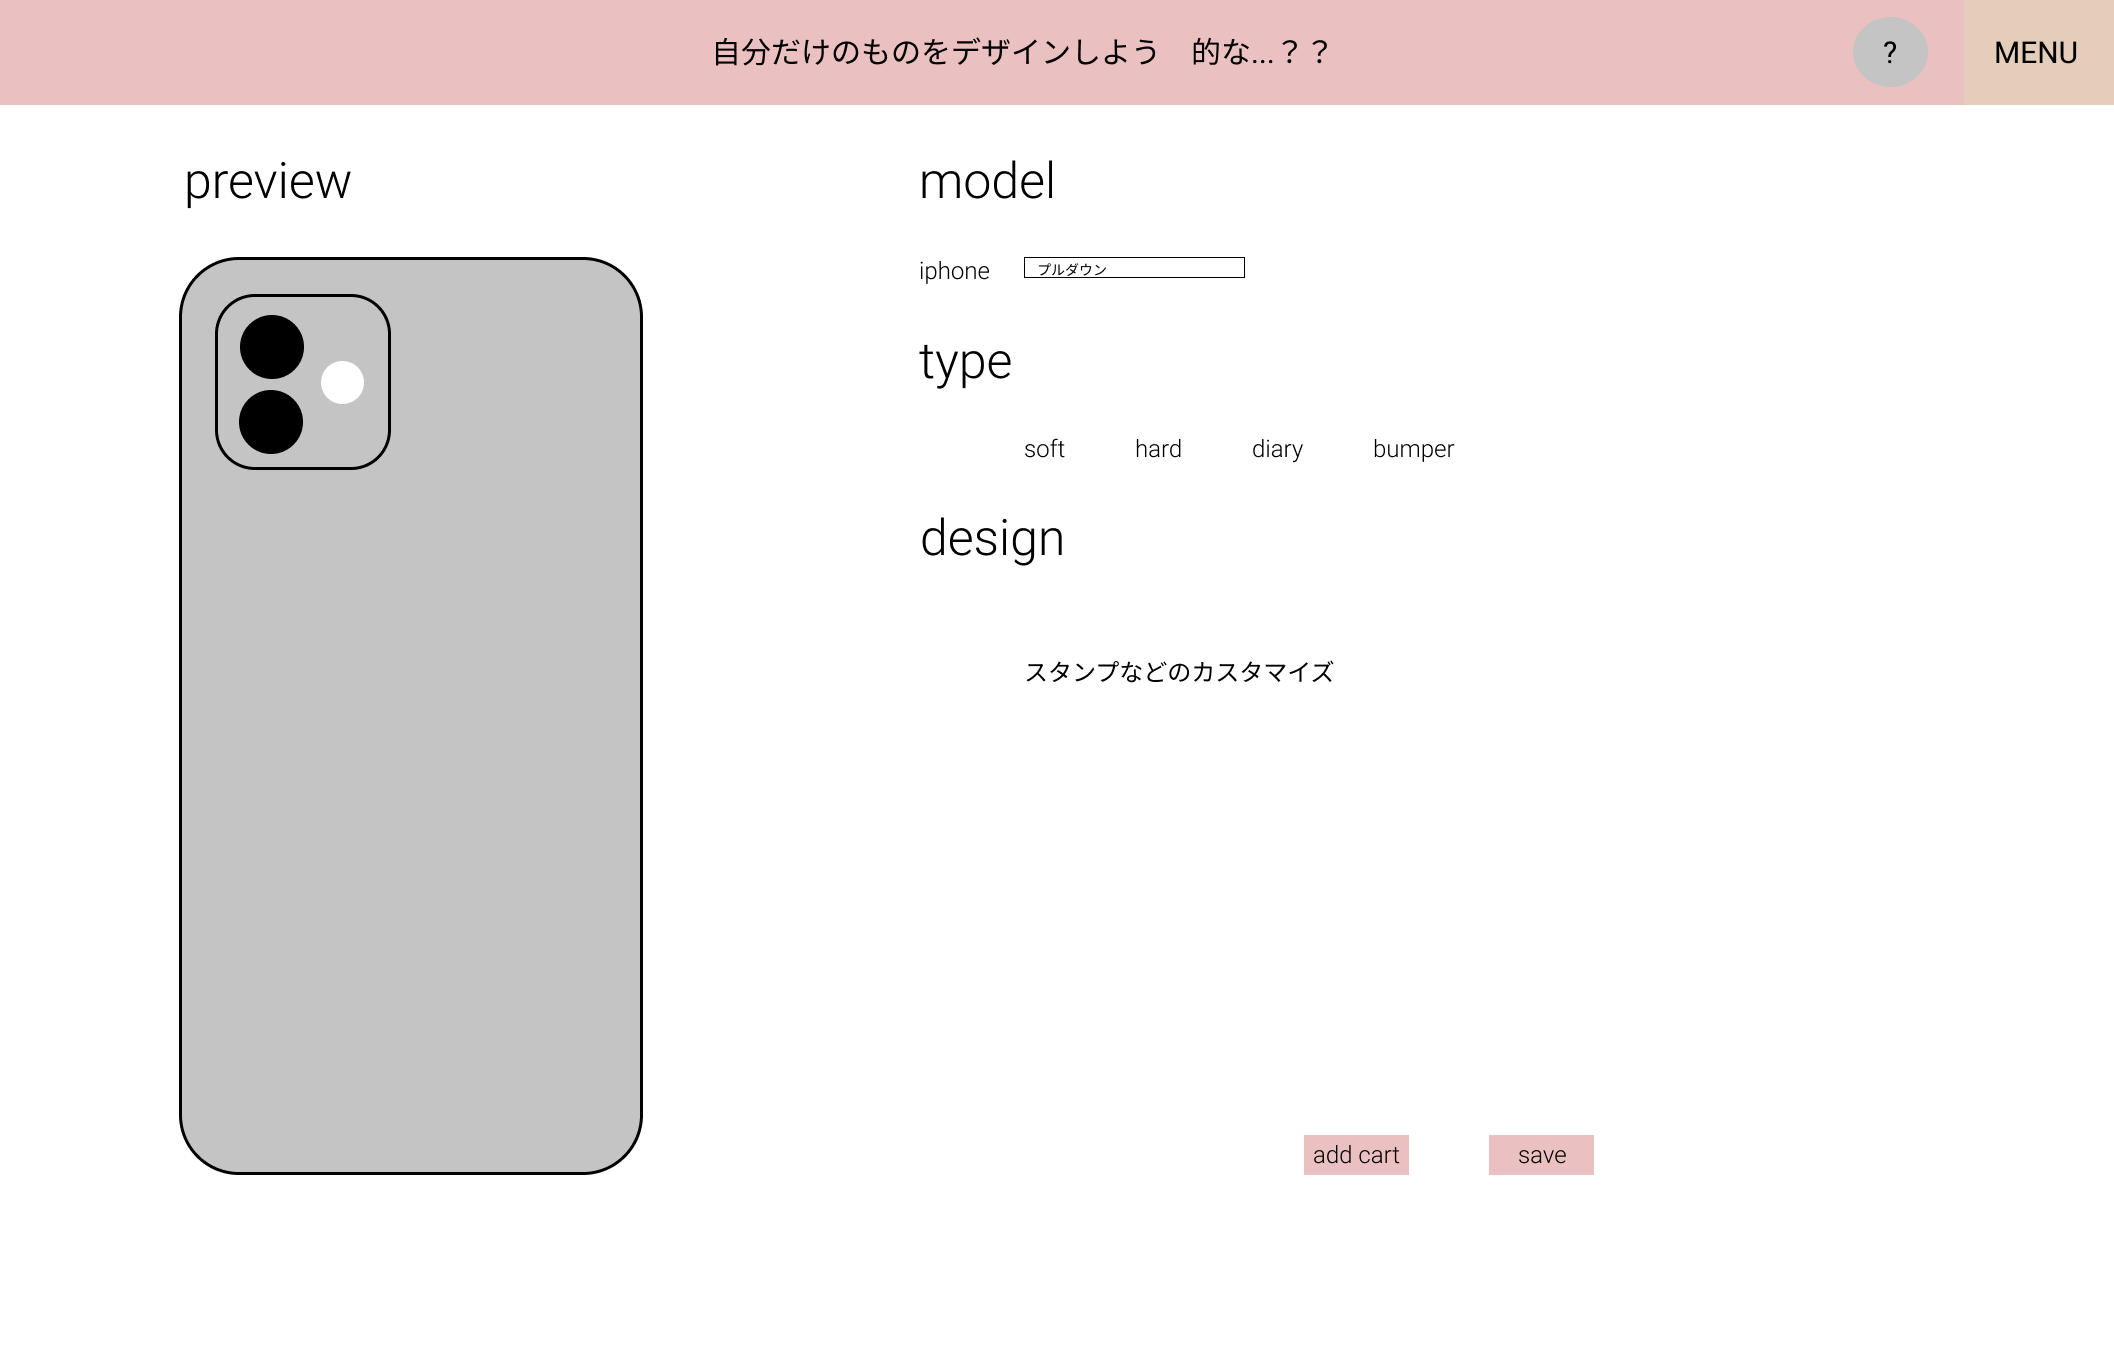 自分だけのものをデザインしよう　的な...？？
?
MENU
preview
model
iphone
プルダウン
type
soft
hard
diary
bumper
design
スタンプなどのカスタマイズ
add cart
save